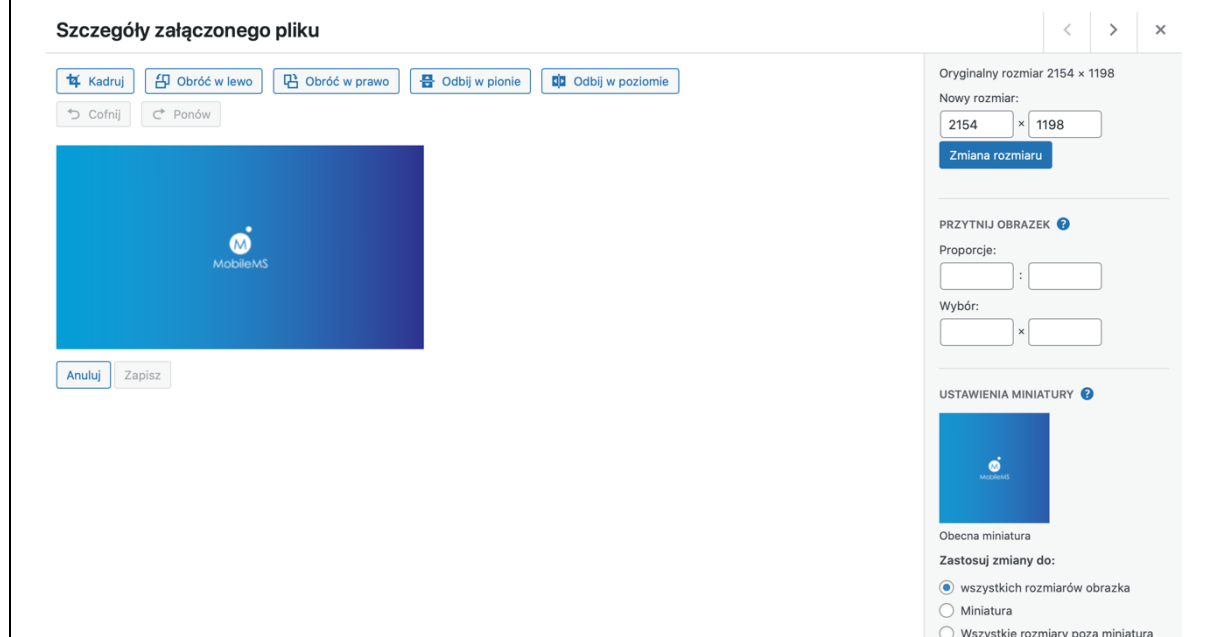 Szczegóły załączonego pliku
Kadruj Obróć w lewo Obróć w prawo Odbij w pionie Odbij w poziomie
Cofnij Ponów
M
MobileMS
Anuluj Zapisz
Oryginalny rozmiar 2154 × 1198
Nowy rozmiar:
2154 × 1198
Zmiana rozmiaru
PRZYTNIJ OBRAZEK ?
Proporcje:
:
Wybór:
×
USTAWIENIA MINIATURY ?
M
MobileMS
Obecna miniatura
Zastosuj zmiany do:
wszystkich rozmiarów obrazka
Miniatura
Wszystkie rozmiary poza miniaturą